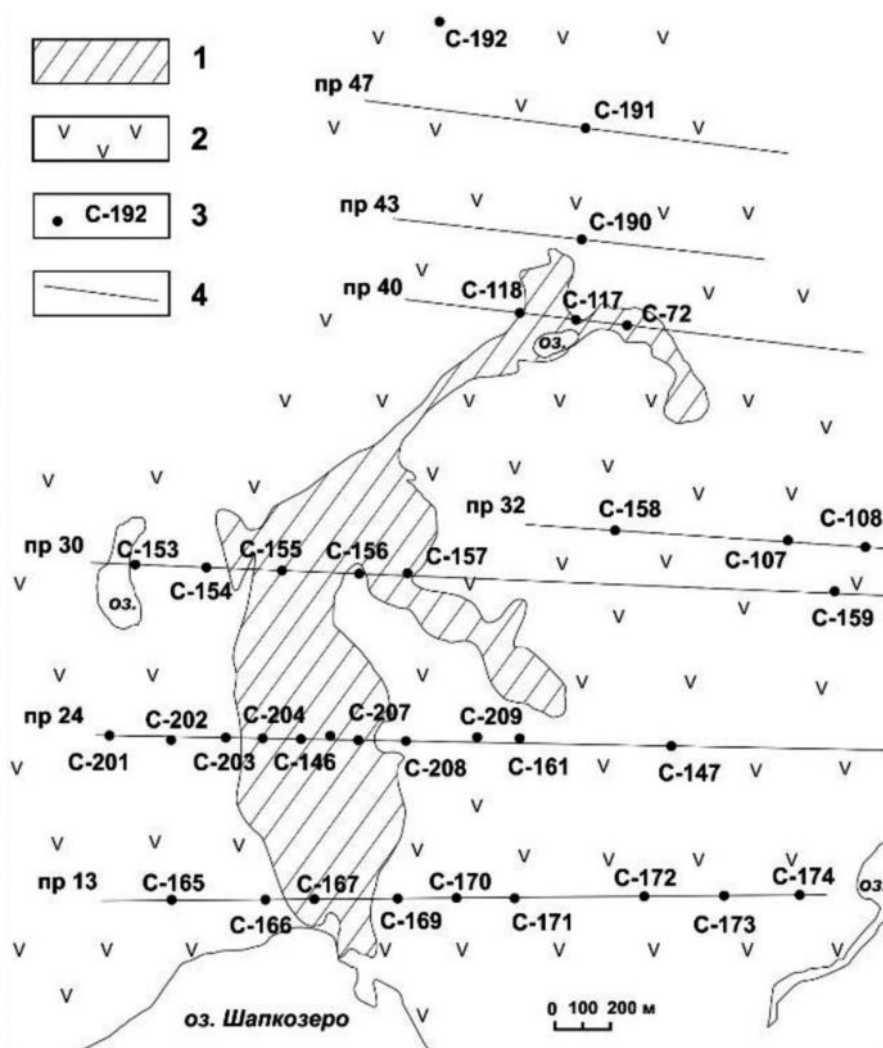 1
2
С-192 3
4
С-192
пр 47
С-191
пр 43
С-190
пр 40
С-118
С-117
С-72
оз.
пр 32
С-158
С-107
С-108
пр 30
С-153
С-154
С-155
С-156
С-157
С-159
оз.
пр 24
С-201
С-202
С-203
С-204
С-146
С-207
С-208
С-209
С-161
С-147
пр 13
С-165
С-166
С-167
С-169
С-170
С-171
С-172
С-173
С-174
оз.
оз. Шапкозеро
0 100 200 м